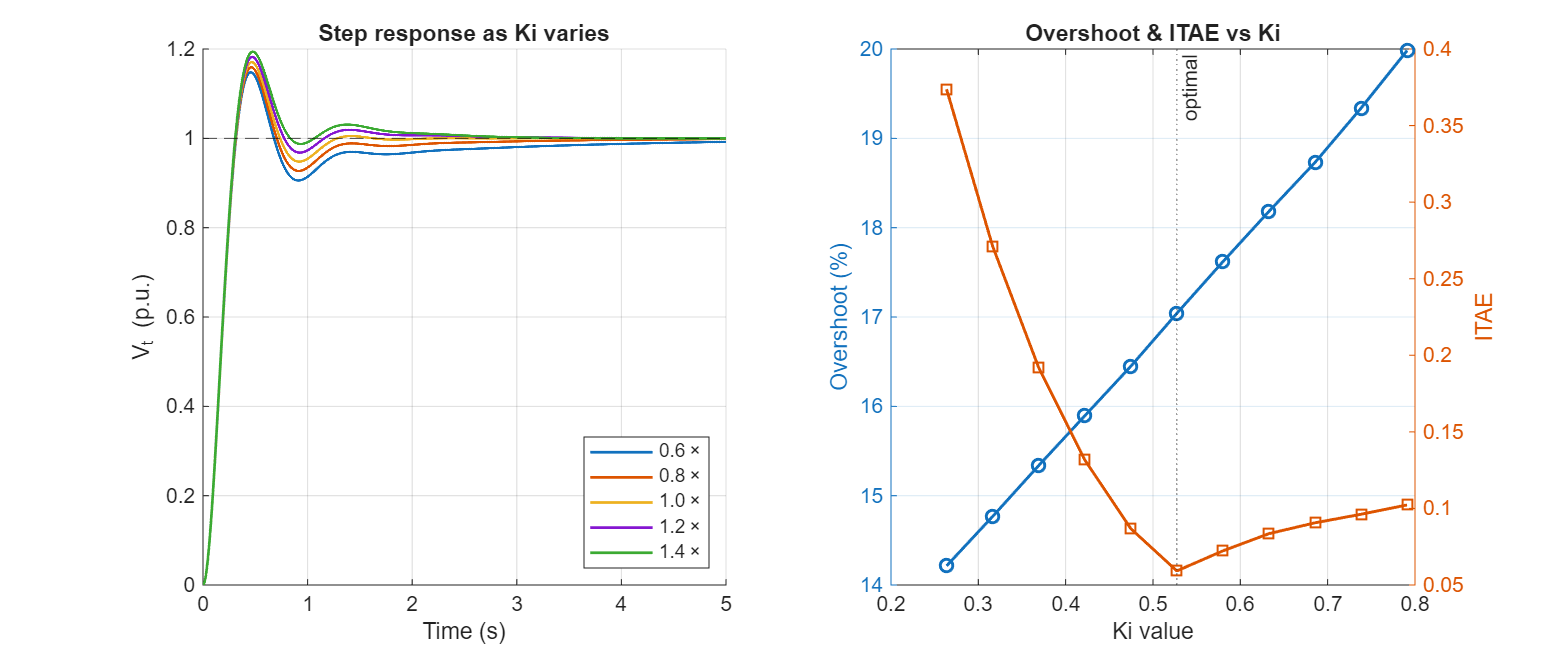 Step response as Ki varies
1.2
1
0.8
0.6
0.4
0.2
0
Vt (p.u.)
0 1 2 3 4 5
Time (s)
0.6 ×
0.8 ×
1.0 ×
1.2 ×
1.4 ×
Overshoot & ITAE vs Ki
20
19
18
17
16
15
14
Overshoot (%)
optimal
0.4
0.35
0.3
0.25
0.2
0.15
0.1
0.05
ITAE
0.2 0.3 0.4 0.5 0.6 0.7 0.8
Ki value